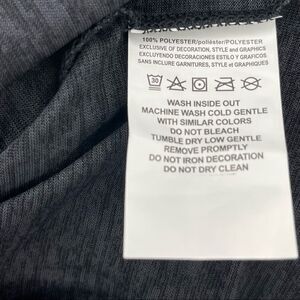 100% POLYESTER/poliéster/POLYESTER
EXCLUSIVE OF DECORATION, STYLE and GRAPHICS
EXCLUYENDO DECORACIONES ESTILO Y GRAFICOS
SANS INCLURE GARNITURES, STYLE et GRAPHIQUES
30
WASH INSIDE OUT
MACHINE WASH COLD GENTLE
WITH SIMILAR COLORS
DO NOT BLEACH
TUMBLE DRY LOW GENTLE
REMOVE PROMPTLY
DO NOT IRON DECORATION
DO NOT DRY CLEAN